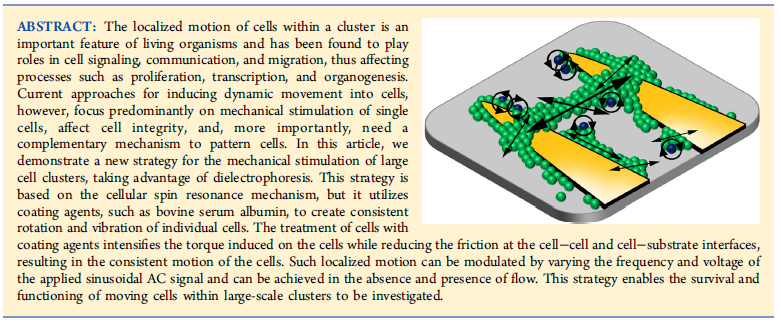 ABSTRACT: The localized motion of cells within a cluster is an
important feature of living organisms and has been found to play
roles in cell signaling, communication, and migration, thus affecting
processes such as proliferation, transcription, and organogenesis.
Current approaches for inducing dynamic movement into cells,
however, focus predominantly on mechanical stimulation of single
cells, affect cell integrity, and, more importantly, need a
complementary mechanism to pattern cells. In this article, we
demonstrate a new strategy for the mechanical stimulation of large
cell clusters, taking advantage of dielectrophoresis. This strategy is
based on the cellular spin resonance mechanism, but it utilizes
coating agents, such as bovine serum albumin, to create consistent
rotation and vibration of individual cells. The treatment of cells with
coating agents intensifies the torque induced on the cells while reducing the friction at the cell−cell and cell−substrate interfaces,
resulting in the consistent motion of the cells. Such localized motion can be modulated by varying the frequency and voltage of
the applied sinusoidal AC signal and can be achieved in the absence and presence of flow. This strategy enables the survival and
functioning of moving cells within large-scale clusters to be investigated.